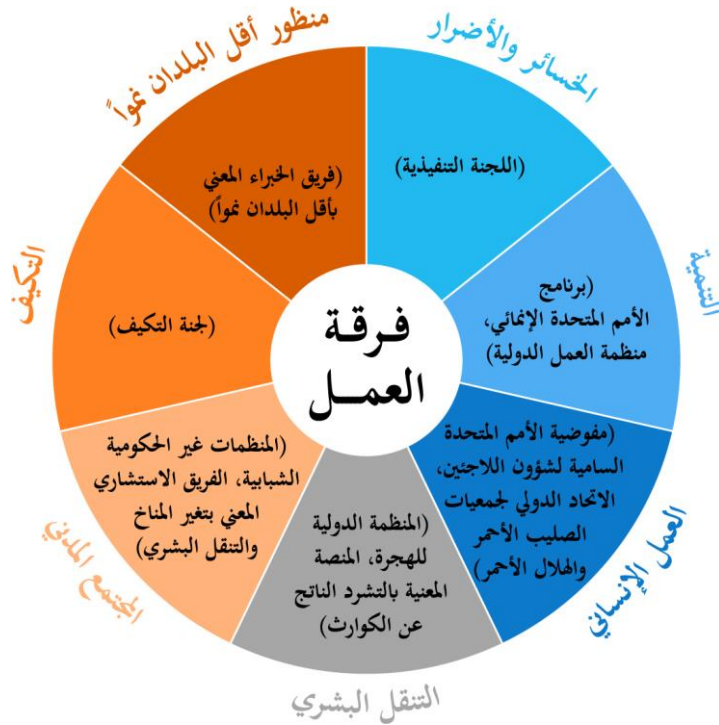 فرقة
العمل
الخسائر والأضرار
(اللجنة التنفيذية)
التنمية
(برنامج
الأمم المتحدة الإنمائي،
منظمة العمل الدولية)
العمل الإنساني
(مفوضية الأمم المتحدة
السامية لشؤون اللاجئين،
الاتحاد الدولي لجمعيات
الصليب الأحمر
والهلال الأحمر)
التنقل البشري
(المنظمة الدولية
للهجرة، المنصة
المعنية بالتشرد الناتج
عن الكوارث)
المجتمع المدني
(المنظمات غير الحكومية
الشبابية، الفريق الاستشاري
المعني بتغير المناخ
والتنقل البشري)
التكيف
(لجنة التكيف)
منظور أقل البلدان نمواً
(فريق الخبراء المعني
بأقل البلدان نمواً)